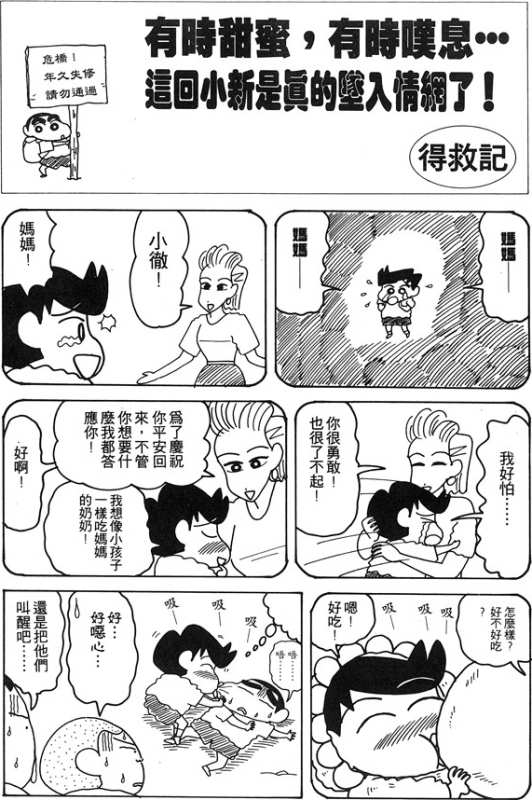 有時甜蜜，有時嘆息…
這回小新是真的墜入情網了！
危橋！
年久失修
請勿通過
得救記
媽媽——
媽媽——
小徹！
媽媽！
我好怕……
你很勇敢！
也很了不起！
爲了慶祝
你平安回
來，不管
你想要什
麼我都答
應你！
我想像小孩子
一樣吃媽媽
的奶奶！
好啊！
怎麼樣？
好不好吃
？
吸—
吸—
吸—
嗯！
好吃！
唔……
唔……
吸—
吸—
吸—
好…
好噁心…
還是把他們
叫醒吧……